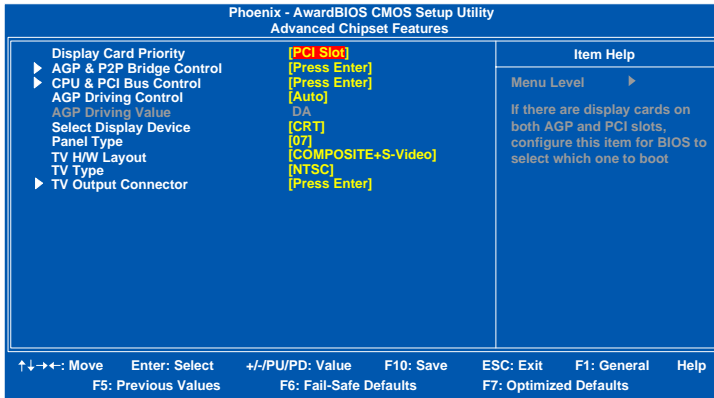 Phoenix - AwardBIOS CMOS Setup Utility
Advanced Chipset Features
Display Card Priority [PCI Slot]
AGP & P2P Bridge Control [Press Enter]
CPU & PCI Bus Control [Press Enter]
AGP Driving Control [Auto]
AGP Driving Value DA
Select Display Device [CRT]
Panel Type [07]
TV H/W Layout [COMPOSITE+S-Video]
TV Type [NTSC]
TV Output Connector [Press Enter]
Item Help
Menu Level
If there are display cards on
both AGP and PCI slots,
configure this item for BIOS to
select which one to boot
↑↓→←: Move Enter: Select +/-/PU/PD: Value F10: Save ESC: Exit F1: General Help
F5: Previous Values F6: Fail-Safe Defaults F7: Optimized Defaults